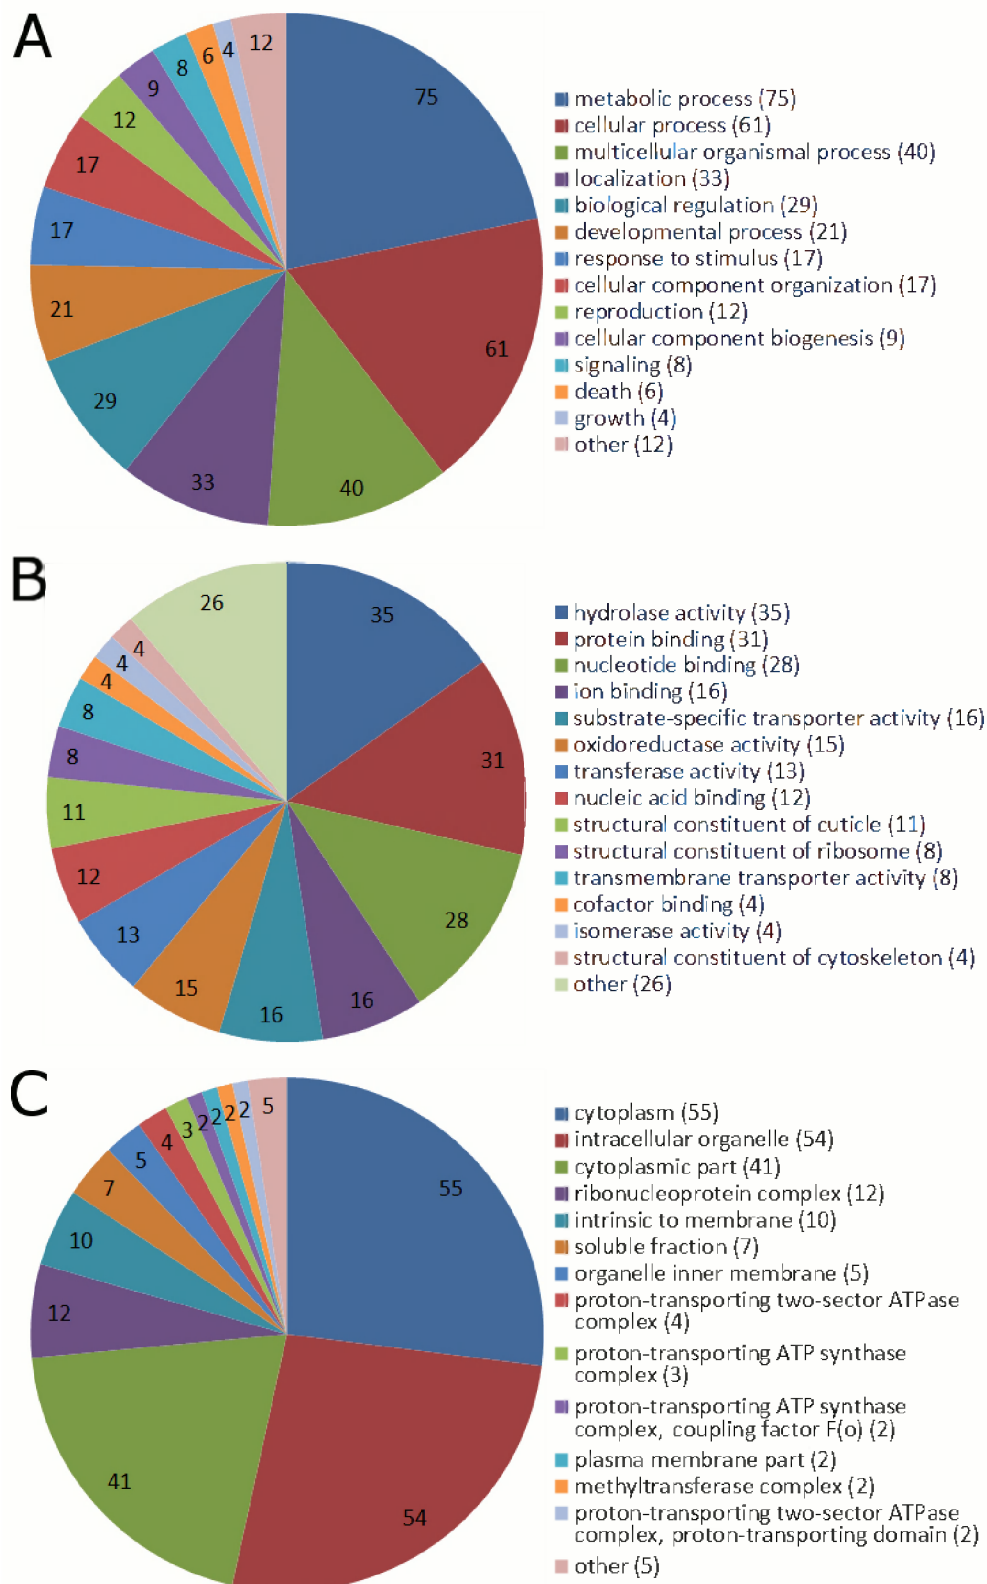 A
75
61
40
33
29
21
17
17
12
9
8
6
4
12
metabolic process (75)
cellular process (61)
multicellular organismal process (40)
localization (33)
biological regulation (29)
developmental process (21)
response to stimulus (17)
cellular component organization (17)
reproduction (12)
cellular component biogenesis (9)
signaling (8)
death (6)
growth (4)
other (12)
B
35
31
28
16
16
15
13
12
11
8
8
4
4
4
26
hydrolase activity (35)
protein binding (31)
nucleotide binding (28)
ion binding (16)
substrate-specific transporter activity (16)
oxidoreductase activity (15)
transferase activity (13)
nucleic acid binding (12)
structural constituent of cuticle (11)
structural constituent of ribosome (8)
transmembrane transporter activity (8)
cofactor binding (4)
isomerase activity (4)
structural constituent of cytoskeleton (4)
other (26)
C
55
54
41
12
10
7
5
4
3
2
2
2
2
5
cytoplasm (55)
intracellular organelle (54)
cytoplasmic part (41)
ribonucleoprotein complex (12)
intrinsic to membrane (10)
soluble fraction (7)
organelle inner membrane (5)
proton-transporting two-sector ATPase
complex (4)
proton-transporting ATP synthase
complex (3)
proton-transporting ATP synthase
complex, coupling factor F(o) (2)
plasma membrane part (2)
methyltransferase complex (2)
proton-transporting two-sector ATPase
complex, proton-transporting domain (2)
other (5)